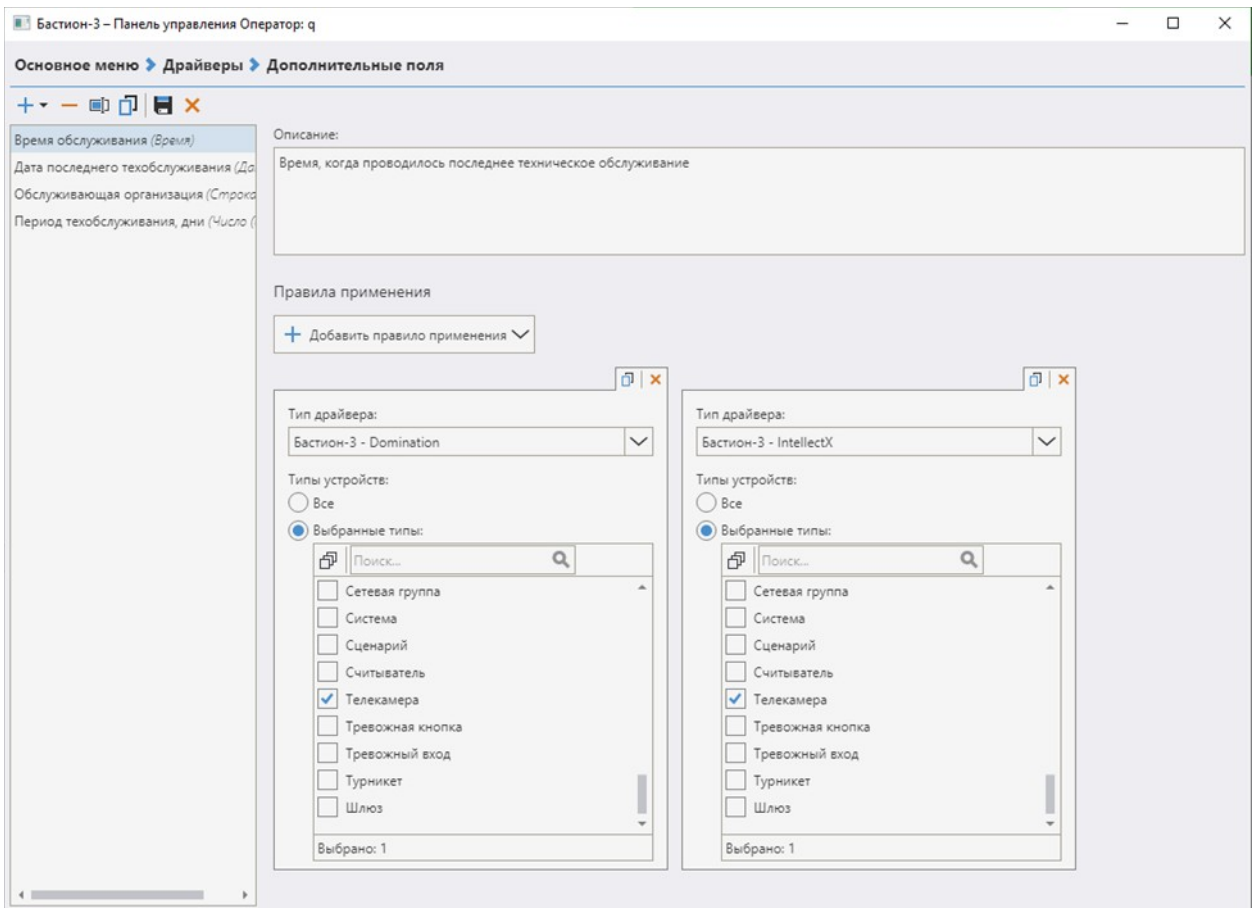 Бастион-3 – Панель управления Оператор: q
Основное меню Драйверы Дополнительные поля
Время обслуживания (Время)
Дата последнего техобслуживания (Да
Обслуживающая организация (Строка
Период техобслуживания, дни (Число (
Описание:
Время, когда проводилось последнее техническое обслуживание
Правила применения
Добавить правило применения
Тип драйвера:
Бастион-3 - Domination
Типы устройств:
Все
Выбранные типы:
Поиск...
Сетевая группа
Система
Сценарий
Считыватель
Телекамера
Тревожная кнопка
Тревожный вход
Турникет
Шлюз
Выбрано: 1
Тип драйвера:
Бастион-3 - IntellectX
Типы устройств:
Все
Выбранные типы:
Поиск...
Сетевая группа
Система
Сценарий
Считыватель
Телекамера
Тревожная кнопка
Тревожный вход
Турникет
Шлюз
Выбрано: 1